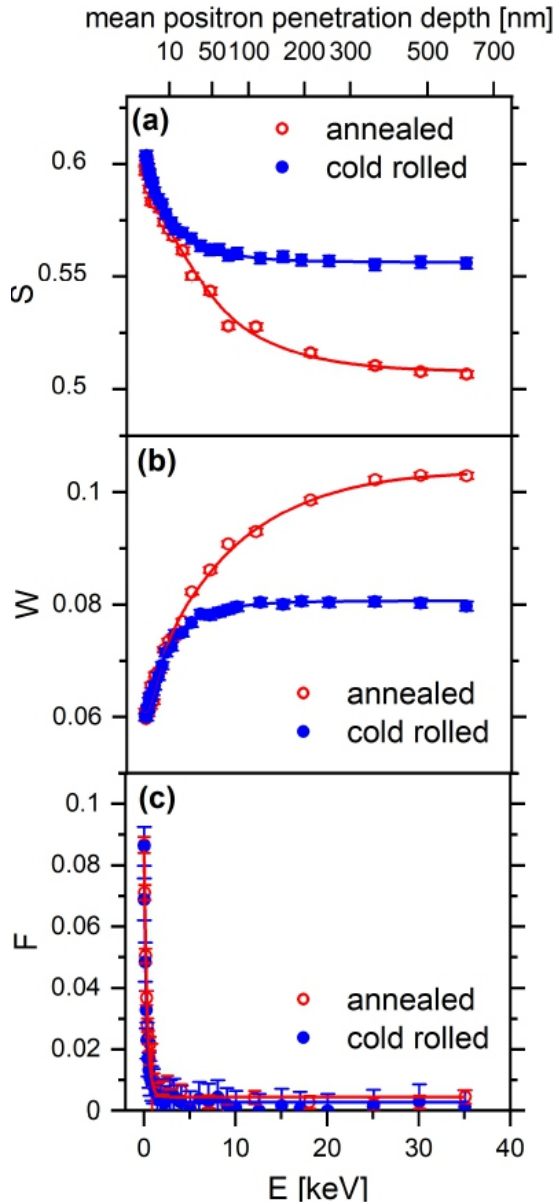 mean positron penetration depth [nm]
10 50 100 200 300 500 700
(a)
annealed
cold rolled
0.6
0.55
0.5
S
(b)
0.1
0.08
0.06
W
annealed
cold rolled
(c)
0.1
0.08
0.06
0.04
0.02
0
F
annealed
cold rolled
0 10 20 30 40
E [keV]